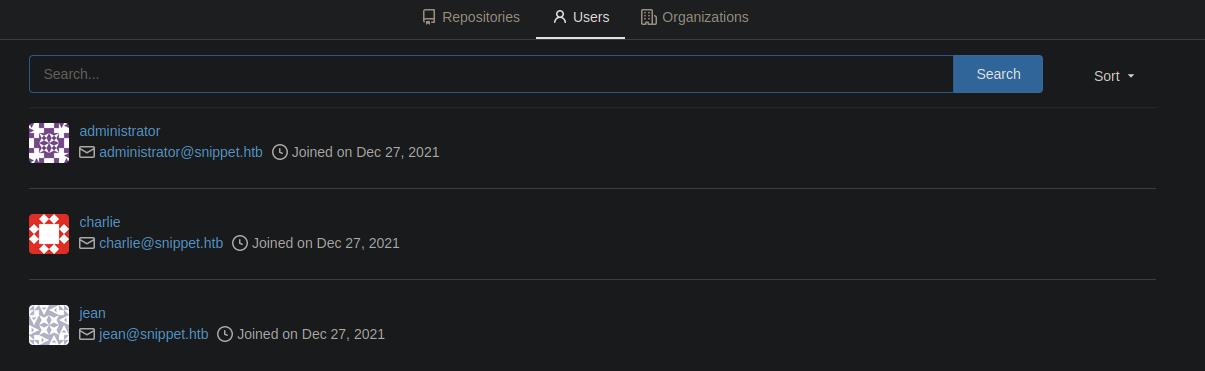 Repositories Users Organizations
Search... Search Sort
administrator
administrator@snippet.htb Joined on Dec 27, 2021
charlie
charlie@snippet.htb Joined on Dec 27, 2021
jean
jean@snippet.htb Joined on Dec 27, 2021